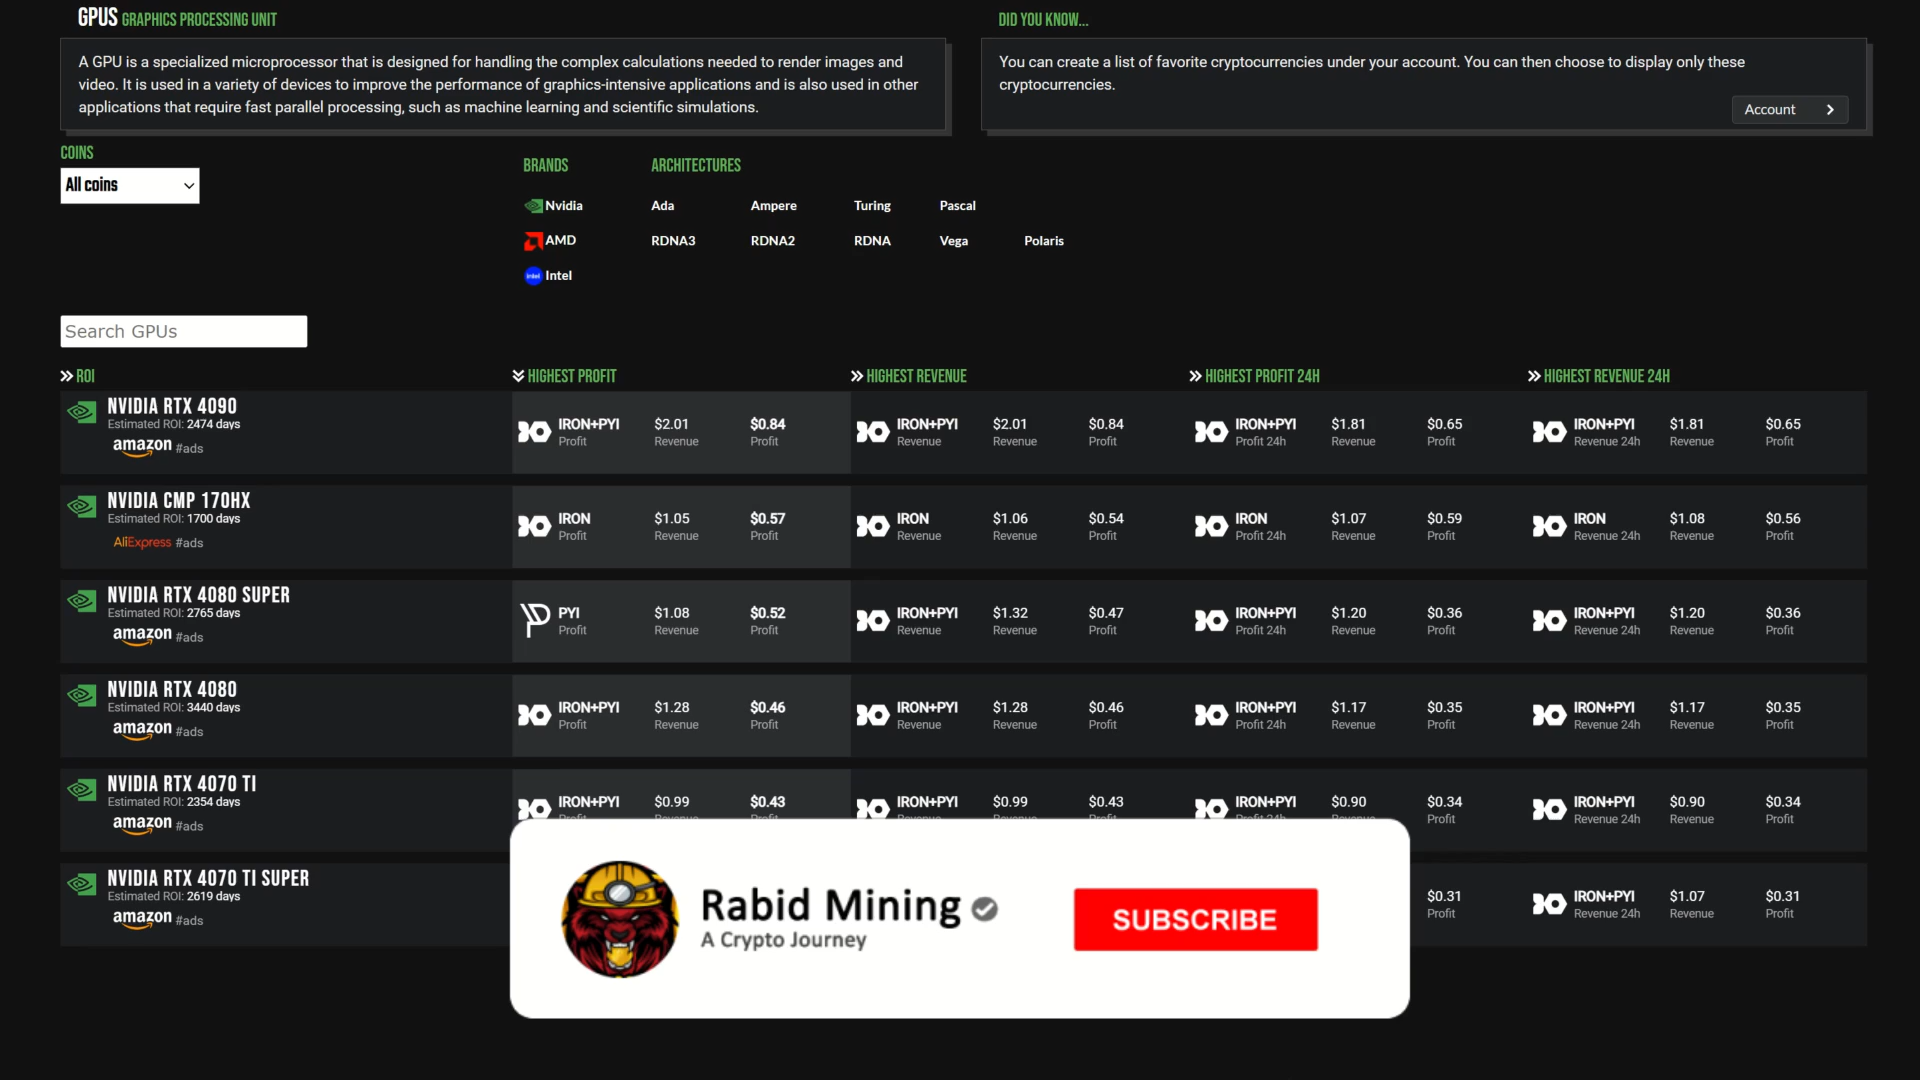 GPUS GRAPHICS PROCESSING UNIT
A GPU is a specialized microprocessor that is designed for handling the complex calculations needed to render images and
video. It is used in a variety of devices to improve the performance of graphics-intensive applications and is also used in other
applications that require fast parallel processing, such as machine learning and scientific simulations.
DID YOU KNOW...
You can create a list of favorite cryptocurrencies under your account. You can then choose to display only these
cryptocurrencies.
Account
COINS
All coins
BRANDS ARCHITECTURES
Nvidia Ada Ampere Turing Pascal
AMD RDNA3 RDNA2 RDNA Vega Polaris
intel Intel
Search GPUs
ROI HIGHEST PROFIT HIGHEST REVENUE HIGHEST PROFIT 24H HIGHEST REVENUE 24H
NVIDIA RTX 4090
Estimated ROI: 2474 days
amazon #ads
IRON+PYI $2.01 $0.84 IRON+PYI $2.01 $0.84 IRON+PYI $1.81 $0.65 IRON+PYI $1.81 $0.65
Profit Revenue Profit Revenue Revenue Profit Profit 24h Revenue Profit Revenue 24h Revenue Profit
NVIDIA CMP 170HX
Estimated ROI: 1700 days
AliExpress #ads
IRON $1.05 $0.57 IRON $1.06 $0.54 IRON $1.07 $0.59 IRON $1.08 $0.56
Profit Revenue Profit Revenue Revenue Profit Profit 24h Revenue Profit Revenue 24h Revenue Profit
NVIDIA RTX 4080 SUPER
Estimated ROI: 2765 days
amazon #ads
PYI $1.08 $0.52 IRON+PYI $1.32 $0.47 IRON+PYI $1.20 $0.36 IRON+PYI $1.20 $0.36
Profit Revenue Profit Revenue Revenue Profit Profit 24h Revenue Profit Revenue 24h Revenue Profit
NVIDIA RTX 4080
Estimated ROI: 3440 days
amazon #ads
IRON+PYI $1.28 $0.46 IRON+PYI $1.28 $0.46 IRON+PYI $1.17 $0.35 IRON+PYI $1.17 $0.35
Profit Revenue Profit Revenue Revenue Profit Profit 24h Revenue Profit Revenue 24h Revenue Profit
NVIDIA RTX 4070 TI
Estimated ROI: 2354 days
amazon #ads
IRON+PYI $0.99 $0.43 IRON+PYI $0.99 $0.43 IRON+PYI $0.90 $0.34 IRON+PYI $0.90 $0.34
Profit Revenue 24h Revenue Profit
NVIDIA RTX 4070 TI SUPER
Estimated ROI: 2619 days
amazon #ads
$0.31 IRON+PYI $1.07 $0.31
Profit Revenue 24h Revenue Profit
Rabid Mining
A Crypto Journey
SUBSCRIBE